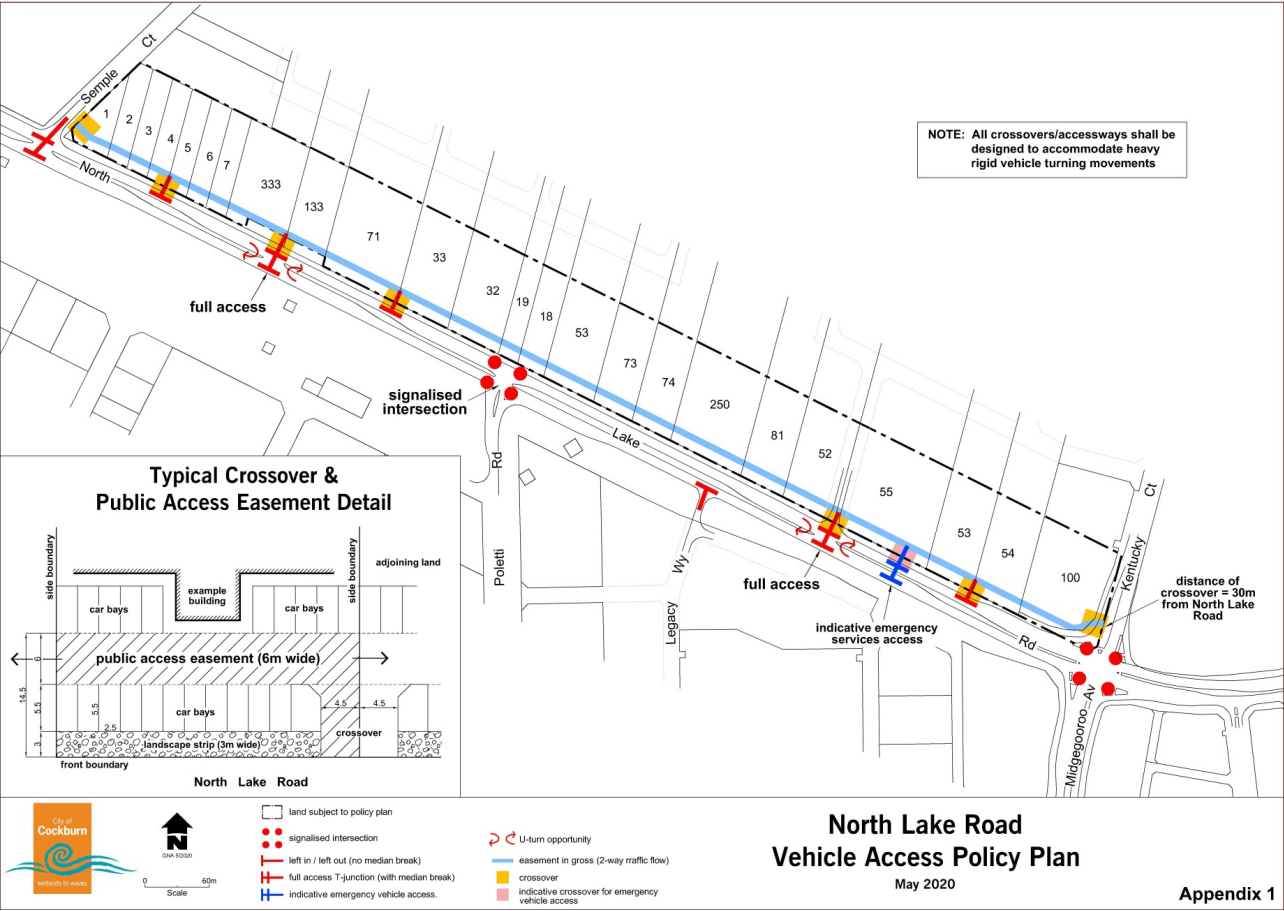 Semple
Ct
1
2
3
4
5
6
7
333
133
71
33
32
19
18
53
73
74
250
81
52
55
53
54
100
North
Lake
Rd
NOTE: All crossovers/accessways shall be
designed to accommodate heavy
rigid vehicle turning movements
full access
signalised
intersection
Poletti
Rd
Legacy
Wy
full access
indicative emergency
services access
Kentucky
Ct
distance of
crossover = 30m
from North Lake
Road
Midgegooroo Av
Typical Crossover &
Public Access Easement Detail
side boundary
side boundary
adjoining land
car bays
example
building
car bays
public access easement (6m wide)
6
14.5
5.5
3
5.5
2.5
car bays
4.5
4.5
crossover
landscape strip (3m wide)
front boundary
North Lake Road
City of
Cockburn
wetlands to waves
N
GNA 5/2020
0
60m
Scale
land subject to policy plan
signalised intersection
left in / left out (no median break)
full access T-junction (with median break)
indicative emergency vehicle access.
U-turn opportunity
easement in gross (2-way rraffic flow)
crossover
indicative crossover for emergency
vehicle access
North Lake Road
Vehicle Access Policy Plan
May 2020
Appendix 1